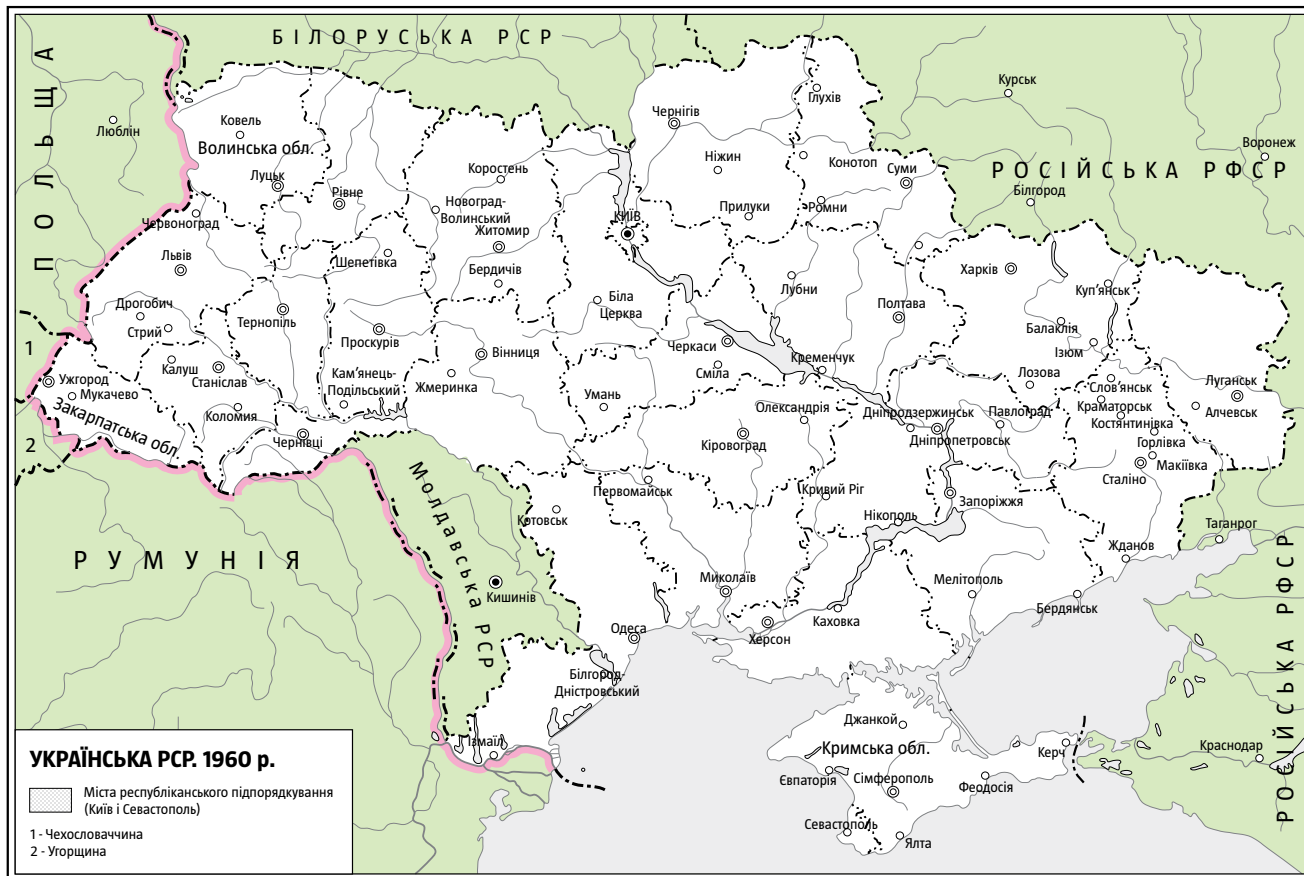 БІЛОРУСЬКА РСР
ПОЛЬЩА
РОСІЙСЬКА РФСР
РУМУНІЯ
Молдавська РСР
РОСІЙСЬКА РФСР
Люблін
Ковель
Волинська обл.
Луцьк
Рівне
Червоноград
Львів
Дрогобич
Стрий
Тернопіль
Шепетівка
Проскурів
Кам'янець-
Подільський
Калуш
Станіслав
Коломия
Чернівці
1
2
Ужгород
Мукачево
Закарпатська обл
Коростень
Новоград-
Волинський
Житомир
Бердичів
Вінниця
Жмеринка
КИЇВ
Біла
Церква
Умань
Черкаси
Сміла
Чернігів
Ніжин
Прилуки
Глухів
Конотоп
Суми
Ромни
Лубни
Полтава
Кременчук
Курськ
Воронеж
Білгород
Харків
Куп'янськ
Балаклія
Ізюм
Лозова
Слов'янськ
Краматорськ
Костянтинівка
Горлівка
Макіївка
Сталіно
Луганськ
Алчевськ
Олександрія
Дніпродзержинськ
Павлоград
Дніпропетровськ
Кіровоград
Первомайськ
Кривий Ріг
Нікополь
Запоріжжя
Котовськ
Кишинів
Миколаїв
Херсон
Каховка
Мелітополь
Бердянськ
Жданов
Таганрог
Одеса
Білгород-
Дністровський
Ізмаїл
Джанкой
Кримська обл.
Євпаторія
Сімферополь
Севастополь
Ялта
Феодосія
Керч
Краснодар
УКРАЇНСЬКА РСР. 1960 р.
Міста республіканського підпорядкування
(Київ і Севастополь)
1 - Чехословаччина
2 - Угорщина